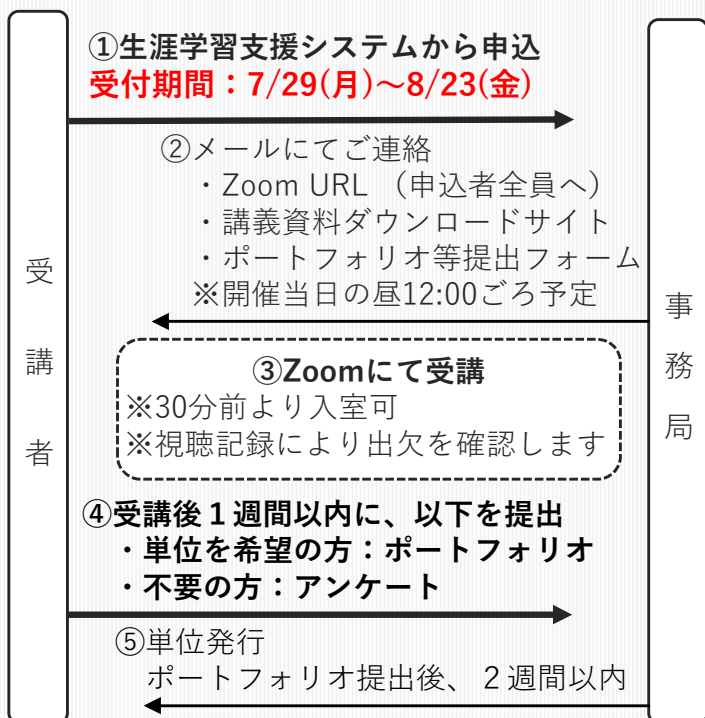 ①生涯学習支援システムから申込
受付期間：7/29(月)～8/23(金)
②メールにてご連絡
・Zoom URL （申込者全員へ）
・講義資料ダウンロードサイト
・ポートフォリオ等提出フォーム
※開催当日の昼12:00ごろ予定
受講者
事務局
③Zoomにて受講
※30分前より入室可
※視聴記録により出欠を確認します
④受講後１週間以内に、以下を提出
・単位を希望の方：ポートフォリオ
・不要の方：アンケート
⑤単位発行
ポートフォリオ提出後、２週間以内